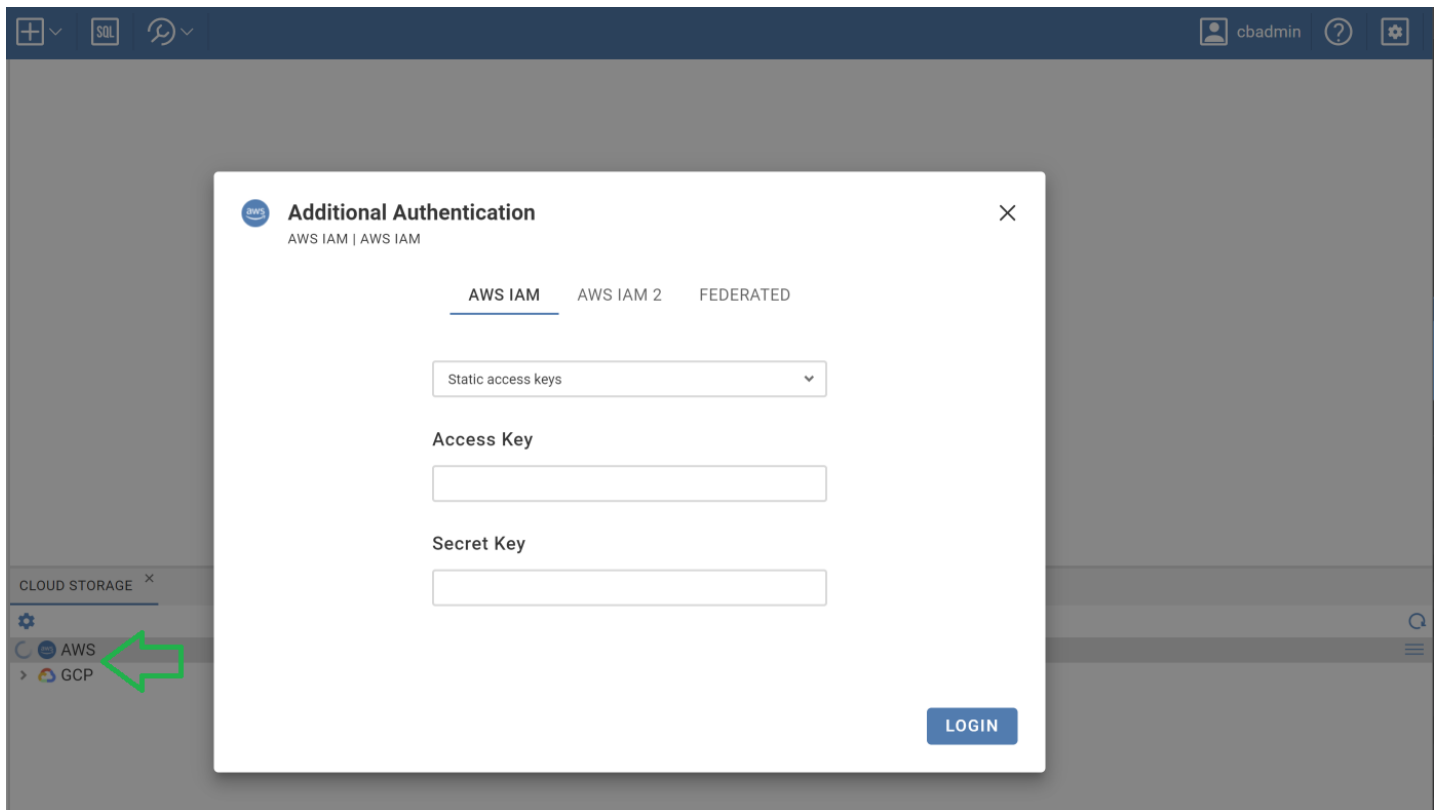 SQL
cbadmin
aws
Additional Authentication
AWS IAM | AWS IAM
AWS IAM AWS IAM 2 FEDERATED
Static access keys
Access Key
Secret Key
CLOUD STORAGE
AWS
GCP
LOGIN